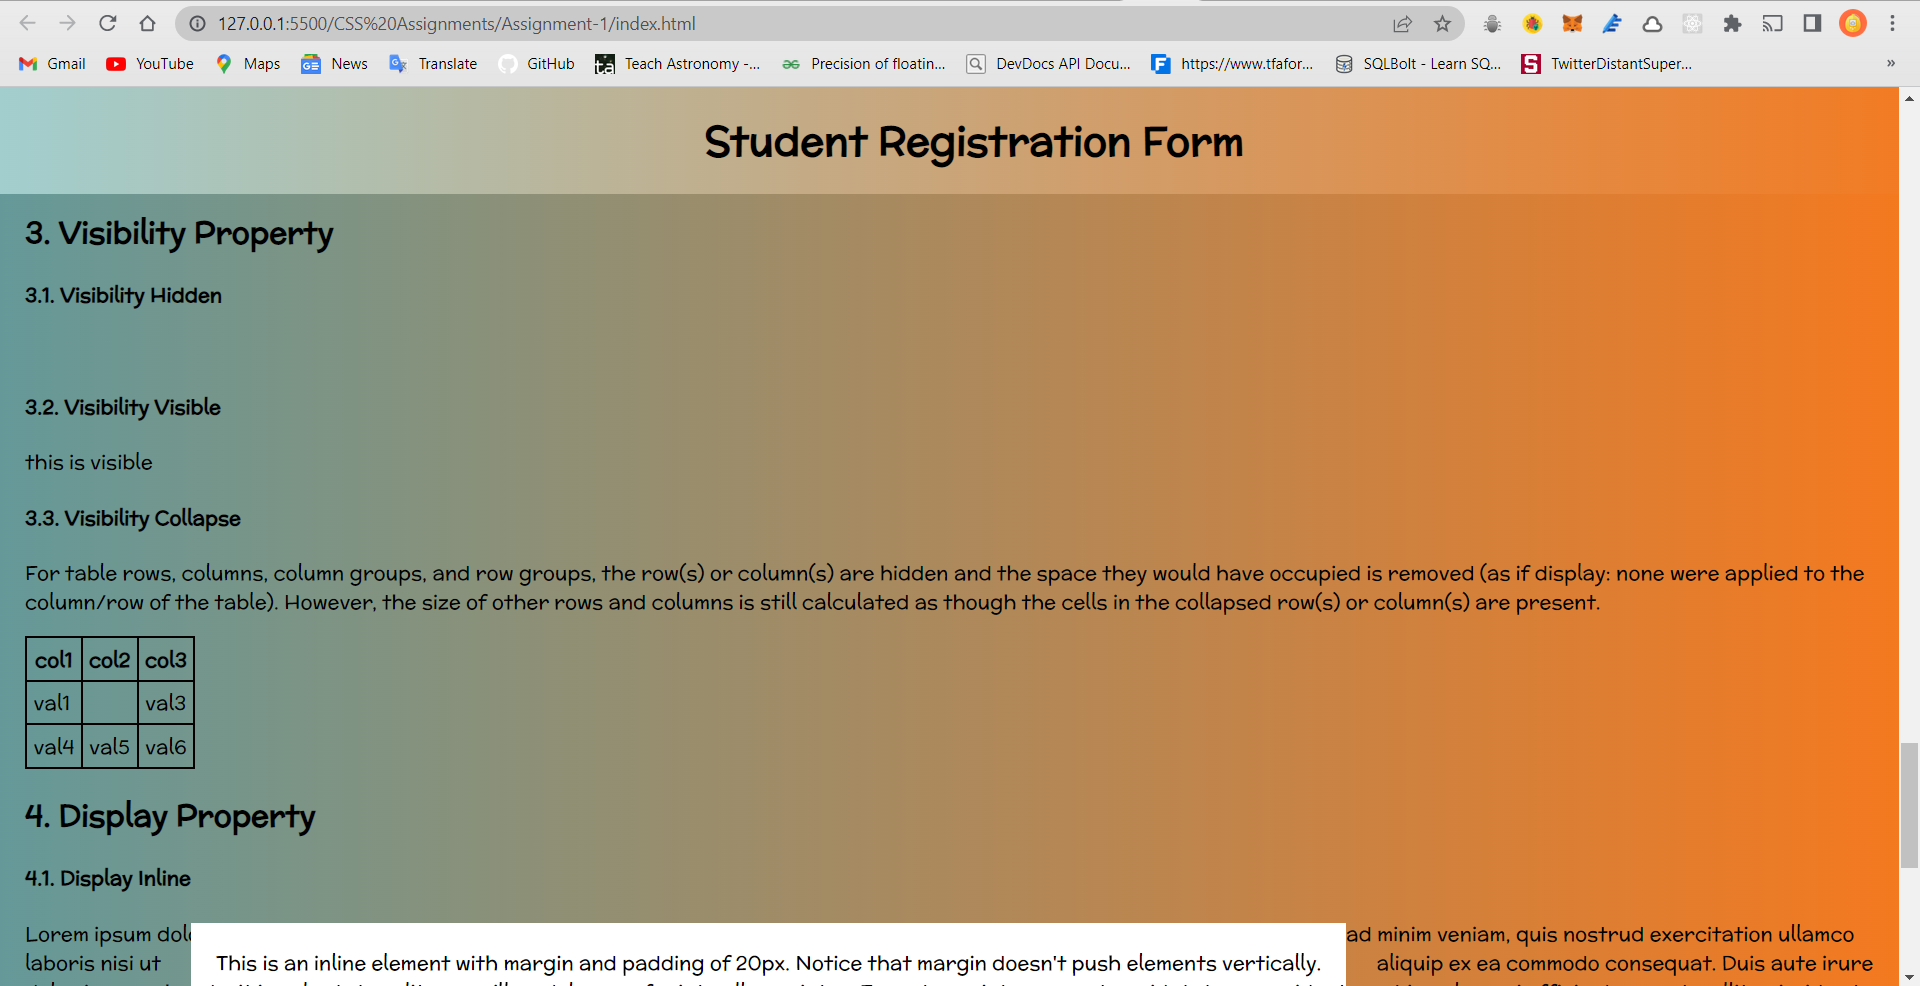 127.0.0.1:5500/CSS%20Assignments/Assignment-1/index.html
Gmail YouTube Maps News Translate GitHub Teach Astronomy -... Precision of floatin... DevDocs API Docu... https://www.tfafor... SQLBolt - Learn SQ... TwitterDistantSuper... »
Student Registration Form
3. Visibility Property
3.1. Visibility Hidden
3.2. Visibility Visible
this is visible
3.3. Visibility Collapse
For table rows, columns, column groups, and row groups, the row(s) or column(s) are hidden and the space they would have occupied is removed (as if display: none were applied to the
column/row of the table). However, the size of other rows and columns is still calculated as though the cells in the collapsed row(s) or column(s) are present.
col1 col2 col3
val1 val3
val4 val5 val6
4. Display Property
4.1. Display Inline
Lorem ipsum ad minim veniam, quis nostrud exercitation ullamco
laboris nisi ut This is an inline element with margin and padding of 20px. Notice that margin doesn't push elements vertically. aliquip ex ea commodo consequat. Duis aute irure